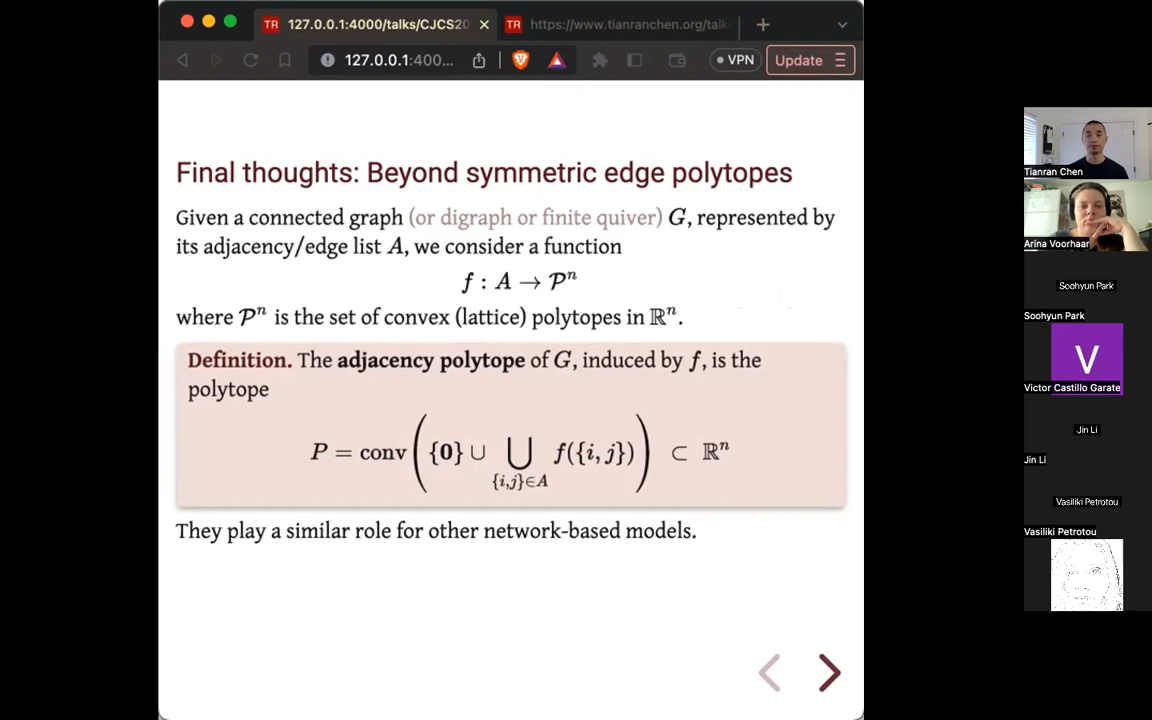 127.0.0.1:4000/talks/CJCS20
https://www.tianranchen.org/talk
127.0.0.1:400...
VPN
Update
Final thoughts: Beyond symmetric edge polytopes
Given a connected graph (or digraph or finite quiver) G, represented by
its adjacency/edge list A, we consider a function
f : A → 𝒫ⁿ
where 𝒫ⁿ is the set of convex (lattice) polytopes in ℝⁿ.
Definition. The adjacency polytope of G, induced by f, is the
polytope
P = conv ( {0} ∪ ⋃_{{i,j}∈A} f({i, j}) ) ⊂ ℝⁿ
They play a similar role for other network-based models.
Tianran Chen
Arina Voorhaar
Soohyun Park
Soohyun Park
V
Victor Castillo Garate
Jin Li
Jin Li
Vasiliki Petrotou
Vasiliki Petrotou